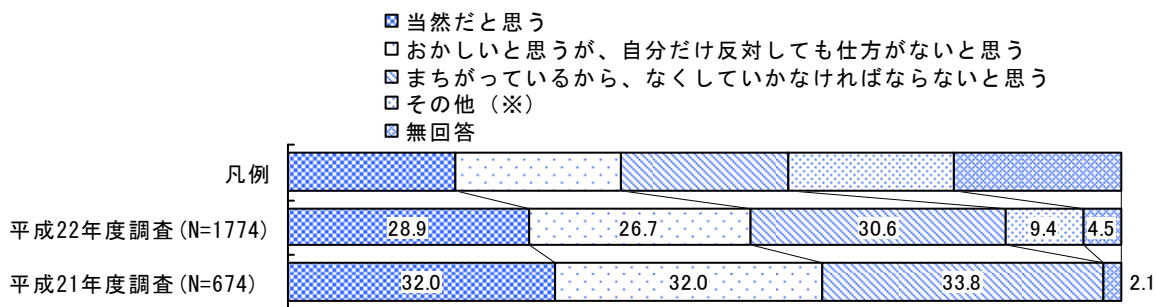 当然だと思う
おかしいと思うが、自分だけ反対しても仕方がないと思う
まちがっているから、なくしていかなければならないと思う
その他（※）
無回答
凡例
平成22年度調査(N=1774) 28.9 26.7 30.6 9.4 4.5
平成21年度調査(N=674) 32.0 32.0 33.8 2.1